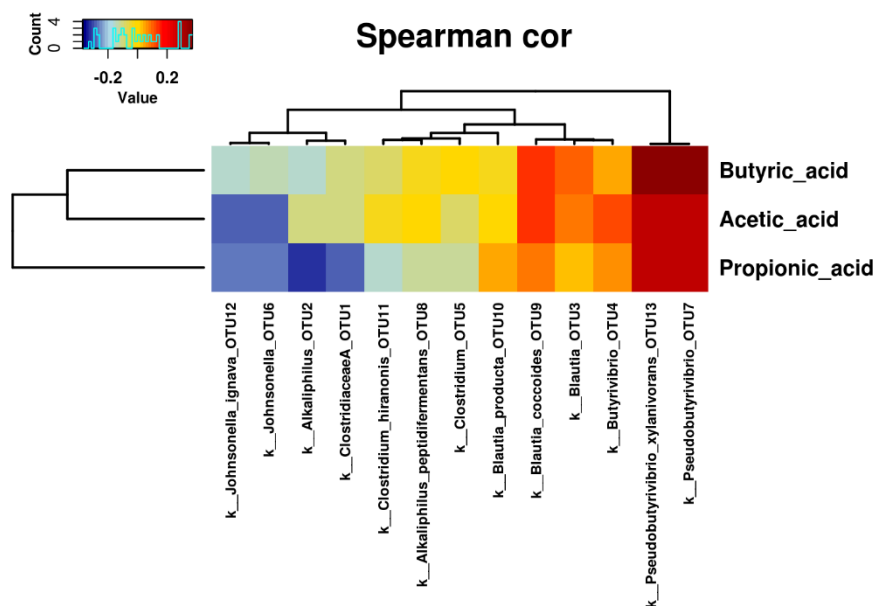 Spearman cor
Count
4
0
-0.2
0.2
Value
Butyric_acid
Acetic_acid
Propionic_acid
k__Johnsonella_ignava_OTU12
k__Johnsonella_OTU6
k__Alkaliphilus_OTU2
k__ClostridiaceaeA_OTU1
k__Clostridium_hiranonis_OTU11
k__Alkaliphilus_peptidifermentans_OTU8
k__Clostridium_OTU5
k__Blautia_producta_OTU10
k__Blautia_coccoides_OTU9
k__Blautia_OTU3
k__Butyrivibrio_OTU4
k__Pseudobutyrivibrio_xylanivorans_OTU13
k__Pseudobutyrivibrio_OTU7